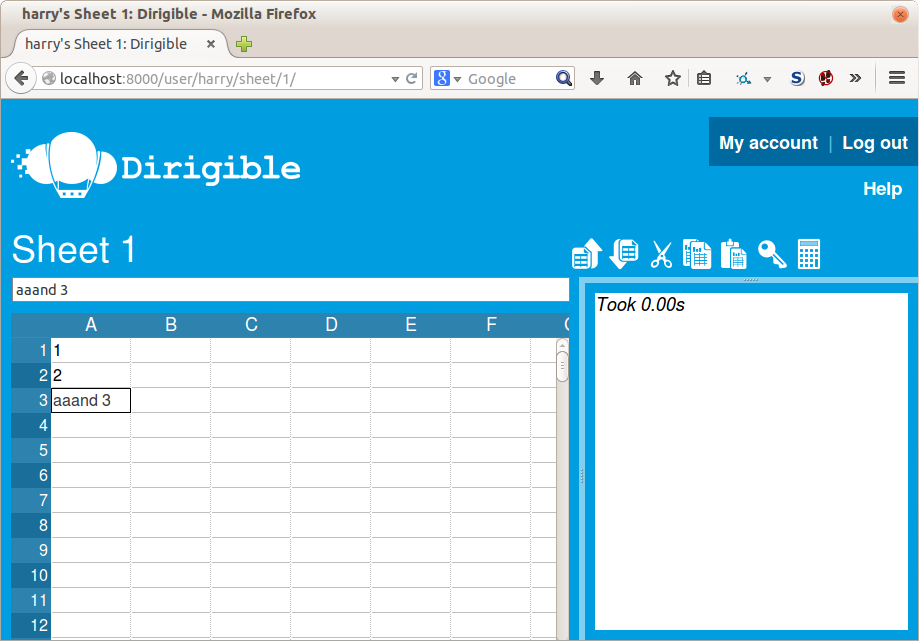 harry's Sheet 1: Dirigible - Mozilla Firefox
harry's Sheet 1: Dirigible
localhost:8000/user/harry/sheet/1/
Google
My account | Log out
Dirigible
Help
Sheet 1
aaand 3
Took 0.00s
A B C D E F
1 1
2 2
3 aaand 3
4
5
6
7
8
9
10
11
12